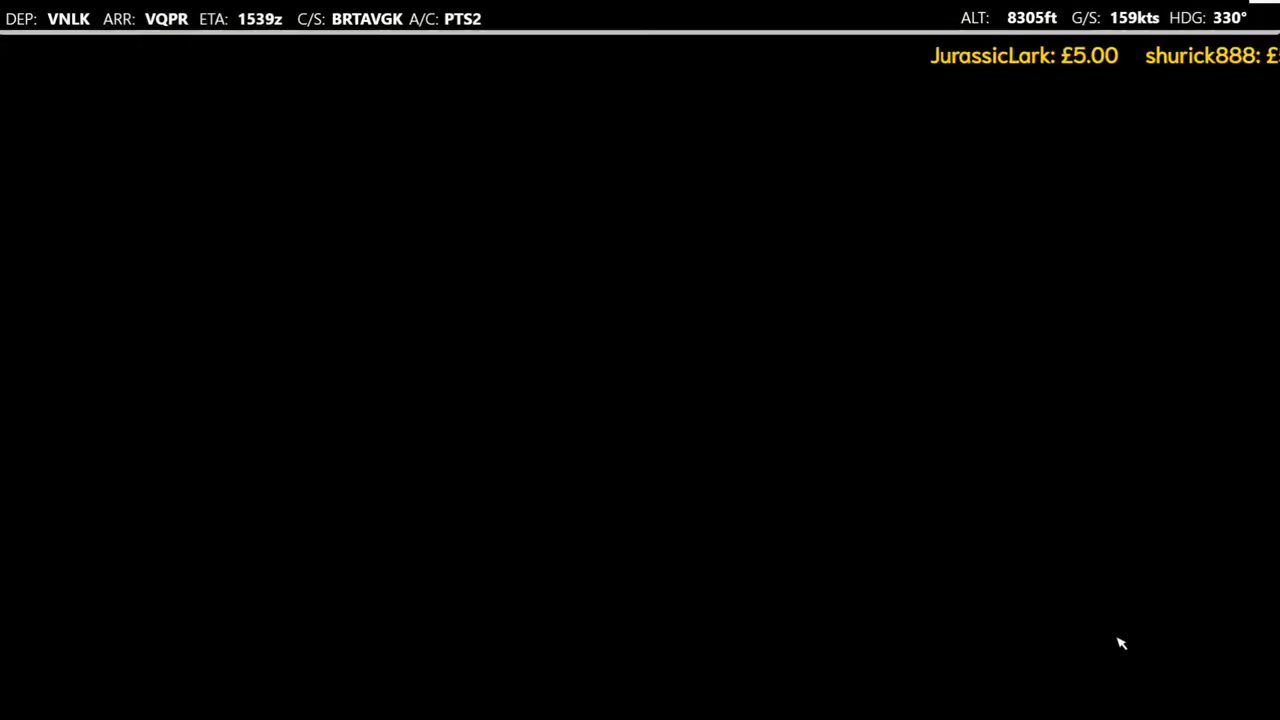 DEP: VNLK ARR: VQPR ETA: 1539z C/S: BRTAVGK A/C: PTS2 ALT: 8305ft G/S: 159kts HDG: 330°
JurassicLark: £5.00 shurick888: £